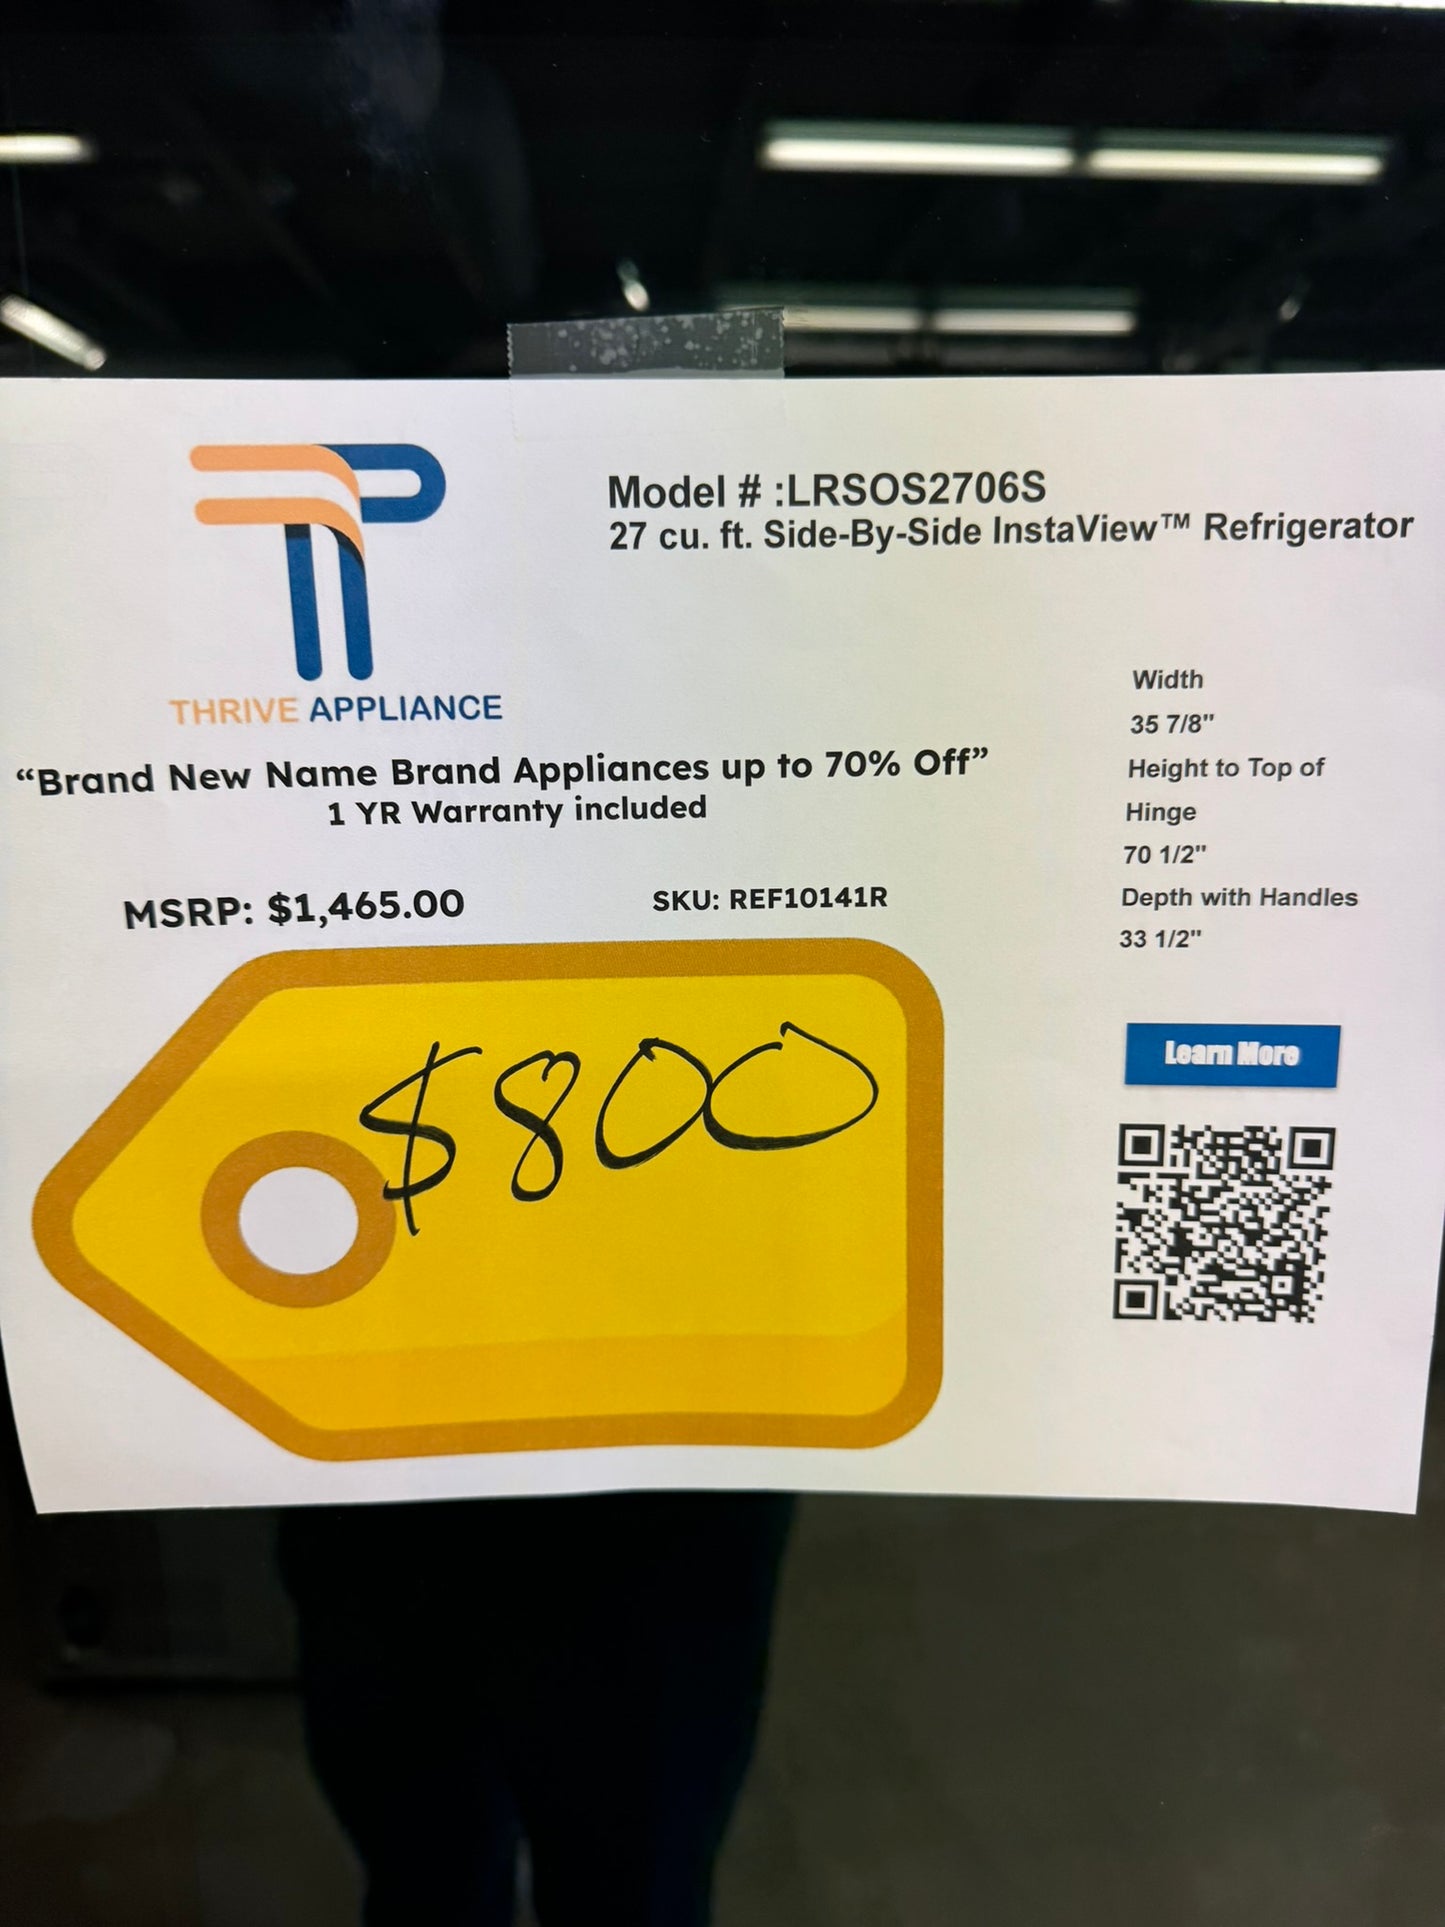 THRIVE APPLIANCE
Model # :LRSOS2706S
27 cu. ft. Side-By-Side InstaView™ Refrigerator
“Brand New Name Brand Appliances up to 70% Off”
1 YR Warranty included
MSRP: $1,465.00
SKU: REF10141R
$800
Width
35 7/8"
Height to Top of
Hinge
70 1/2"
Depth with Handles
33 1/2"
Learn More